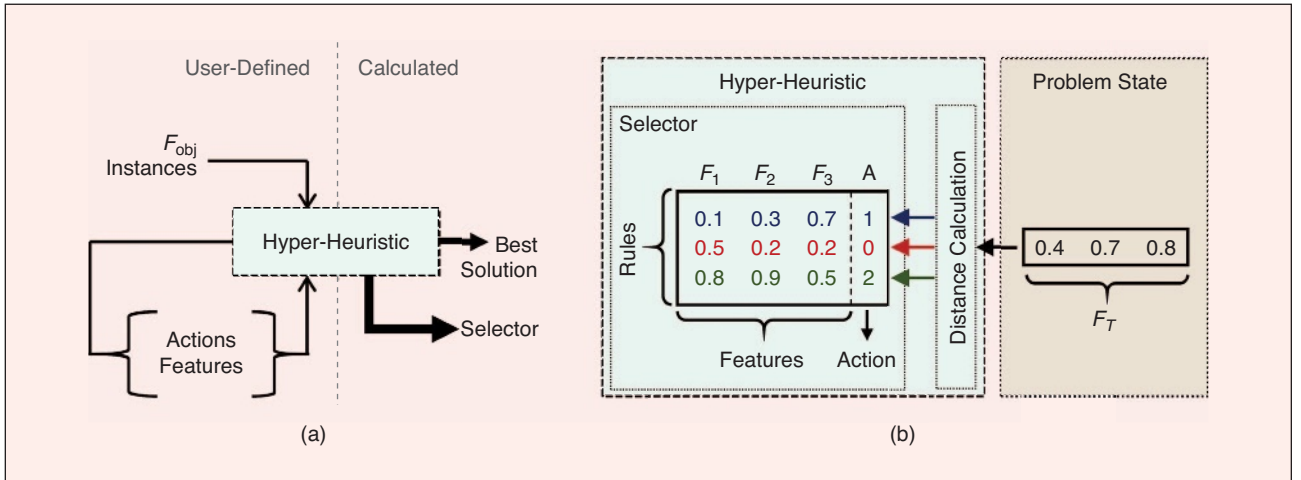 User-Defined
Calculated
F_obj
Instances
Hyper-Heuristic
Best
Solution
Selector
Actions
Features
(a)
Hyper-Heuristic
Problem State
Selector
F_1 F_2 F_3 A
Rules
0.1 0.3 0.7 1
0.5 0.2 0.2 0
0.8 0.9 0.5 2
Features
Action
Distance Calculation
0.4 0.7 0.8
F_T
(b)